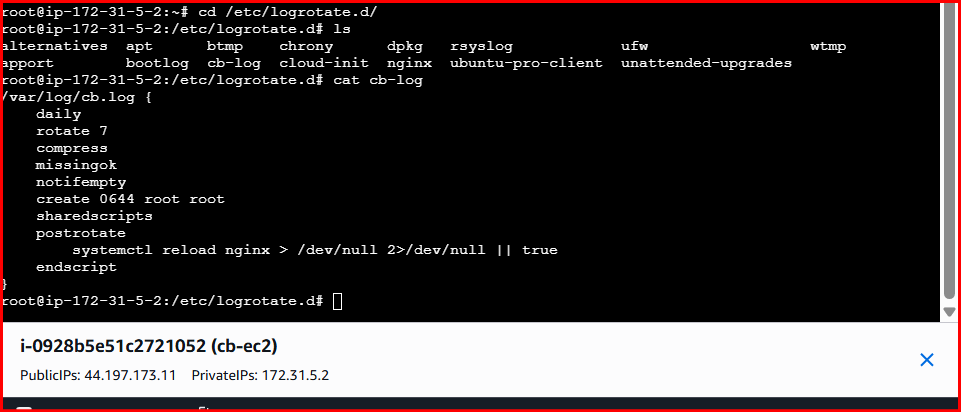 root@ip-172-31-5-2:~# cd /etc/logrotate.d/
root@ip-172-31-5-2:/etc/logrotate.d# ls
alternatives  apt      btmp    chrony      dpkg   rsyslog            ufw                  wtmp
apport        bootlog  cb-log  cloud-init  nginx  ubuntu-pro-client  unattended-upgrades
root@ip-172-31-5-2:/etc/logrotate.d# cat cb-log
/var/log/cb.log {
    daily
    rotate 7
    compress
    missingok
    notifempty
    create 0644 root root
    sharedscripts
    postrotate
        systemctl reload nginx > /dev/null 2>/dev/null || true
    endscript
}
root@ip-172-31-5-2:/etc/logrotate.d#
i-0928b5e51c2721052 (cb-ec2)
PublicIPs: 44.197.173.11    PrivateIPs: 172.31.5.2